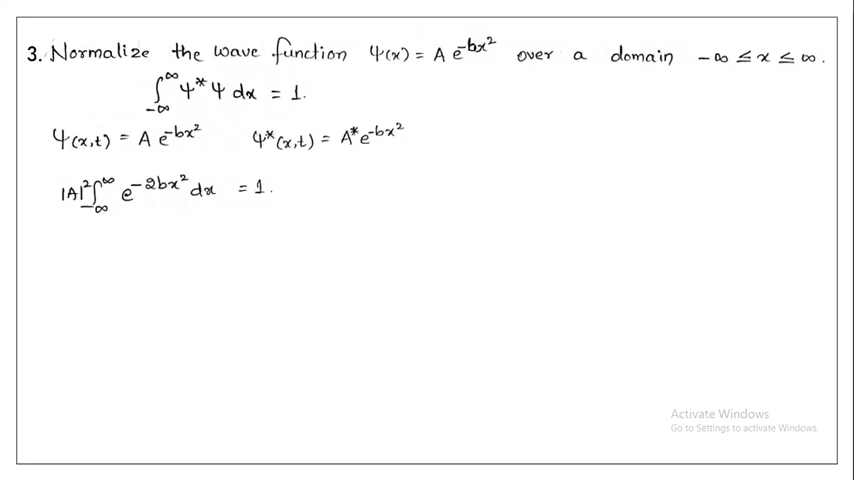 3. Normalize the wave function ψ(x) = A e^{-bx²} over a domain -∞ ≤ x ≤ ∞.
∫_{-∞}^{∞} ψ* ψ dx = 1.
ψ(x,t) = A e^{-bx²} ψ*(x,t) = A* e^{-bx²}
|A|² ∫_{-∞}^{∞} e^{-2bx²} dx = 1.
Activate Windows
Go to Settings to activate Windows.